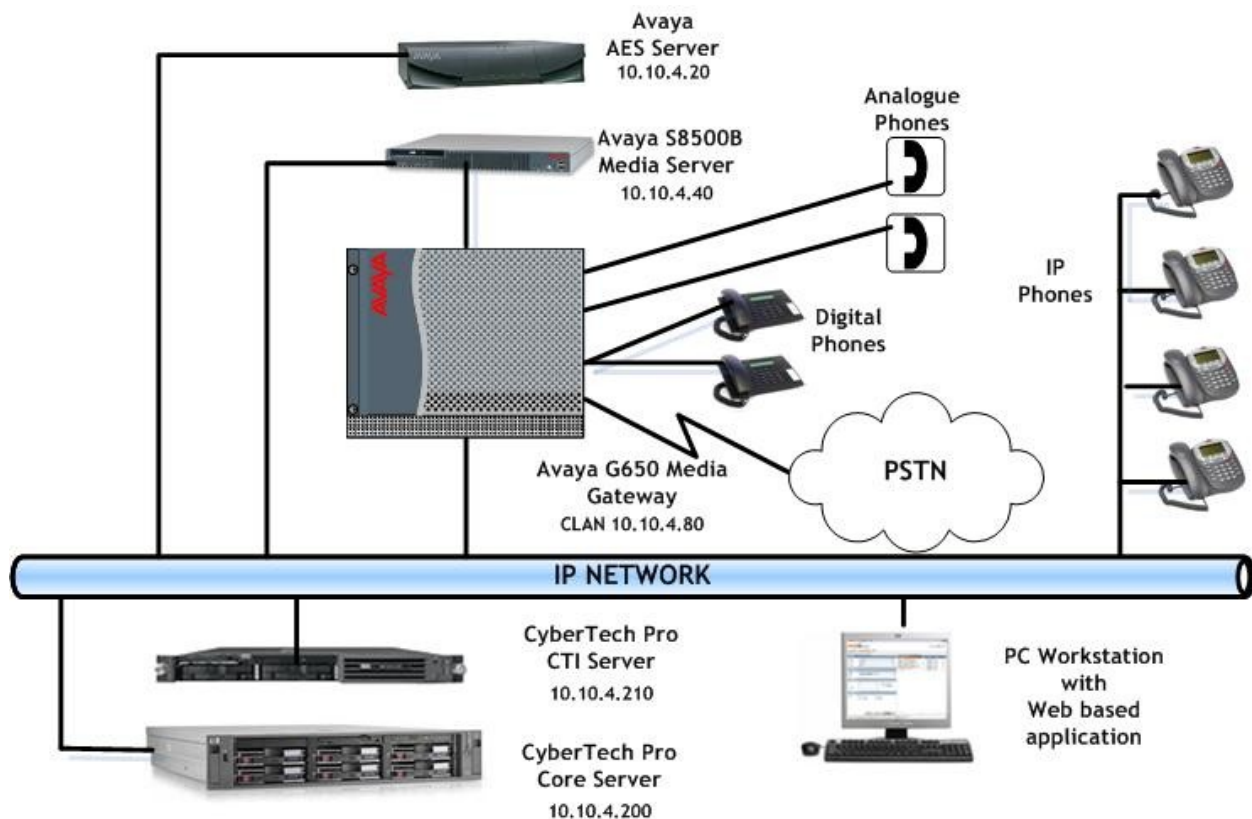 Avaya
AES Server
10.10.4.20
AVAYA
Avaya S8500B
Media Server
10.10.4.40
Analogue
Phones
AVAYA
IP
Phones
Digital
Phones
Avaya G650 Media
Gateway
CLAN 10.10.4.80
PSTN
IP NETWORK
CyberTech Pro
CTI Server
10.10.4.210
CyberTech Pro
Core Server
10.10.4.200
PC Workstation
with
Web based
application